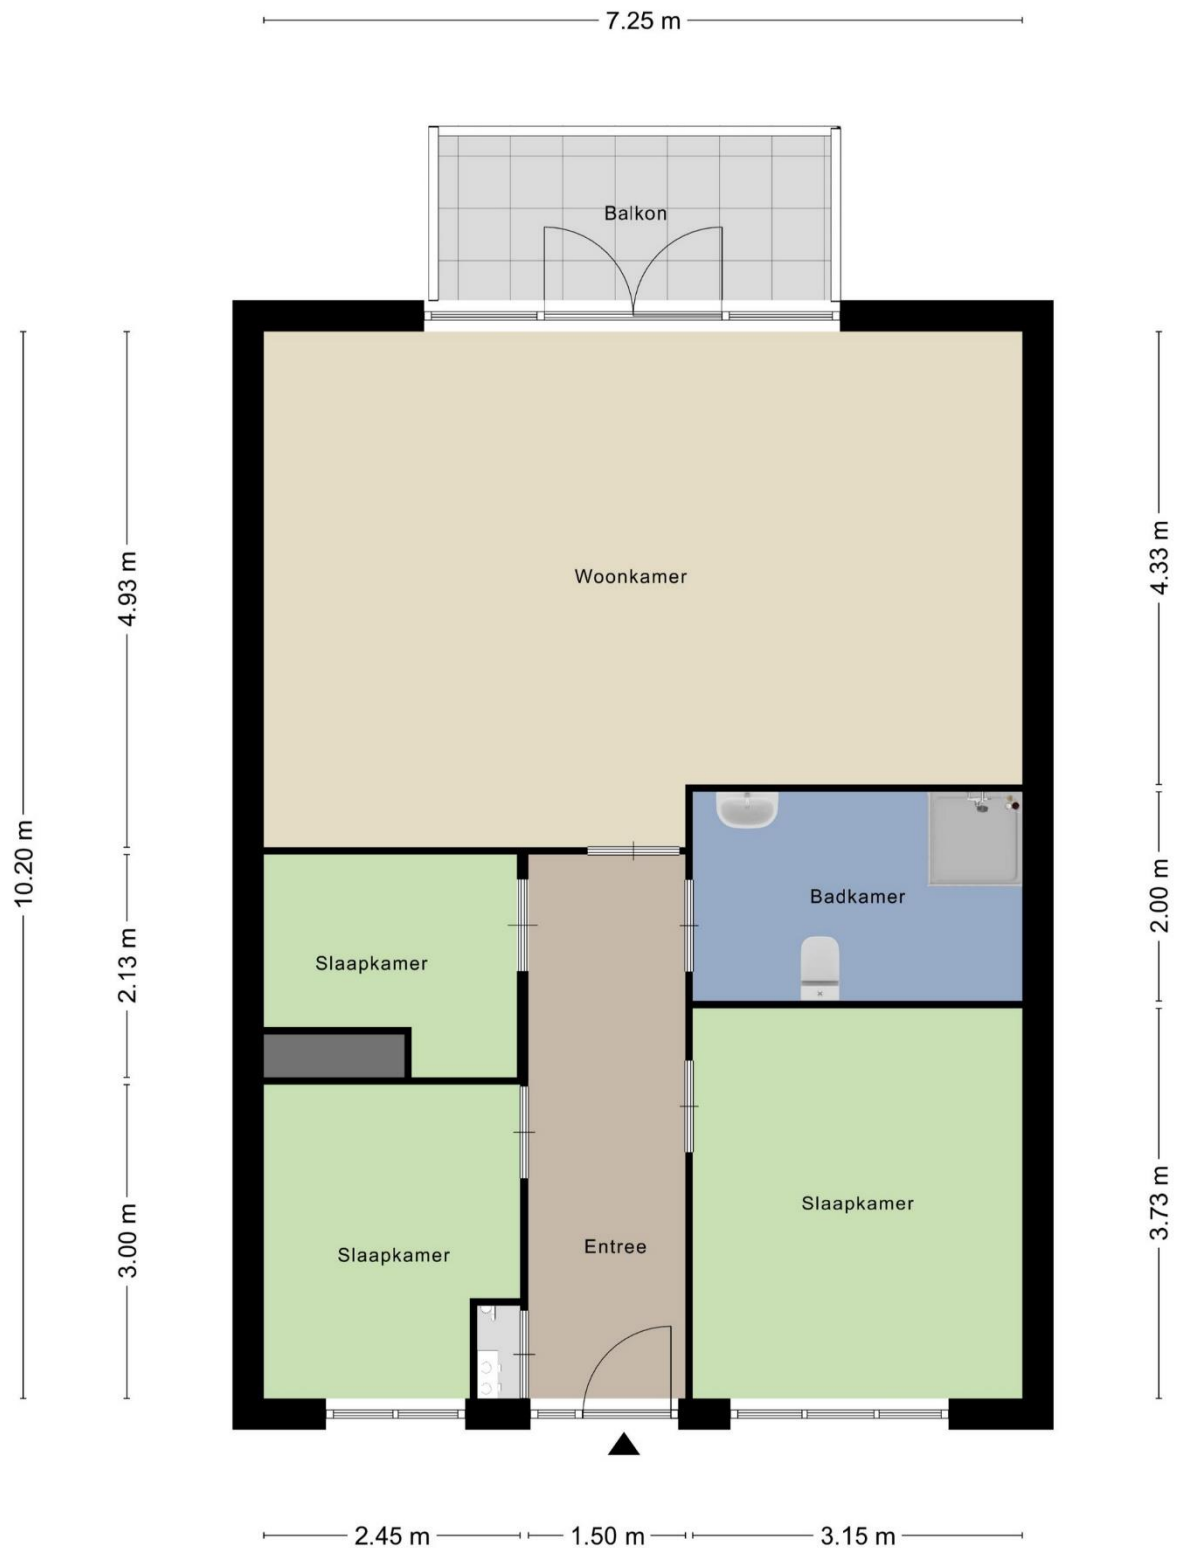 7.25 m
Balkon
Woonkamer
4.93 m
4.33 m
10.20 m
Badkamer
2.00 m
Slaapkamer
2.13 m
Slaapkamer
3.73 m
Entree
Slaapkamer
3.00 m
2.45 m
1.50 m
3.15 m